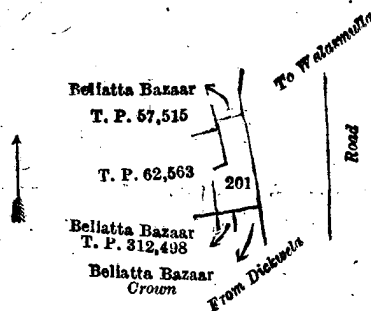 To Walasmulla
Bellatta Bazaar
T. P. 57,515
Road
T. P. 62,563
201
Bellatta Bazaar
T. P. 312,498
Bellatta Bazaar
Crown
From Dickwela